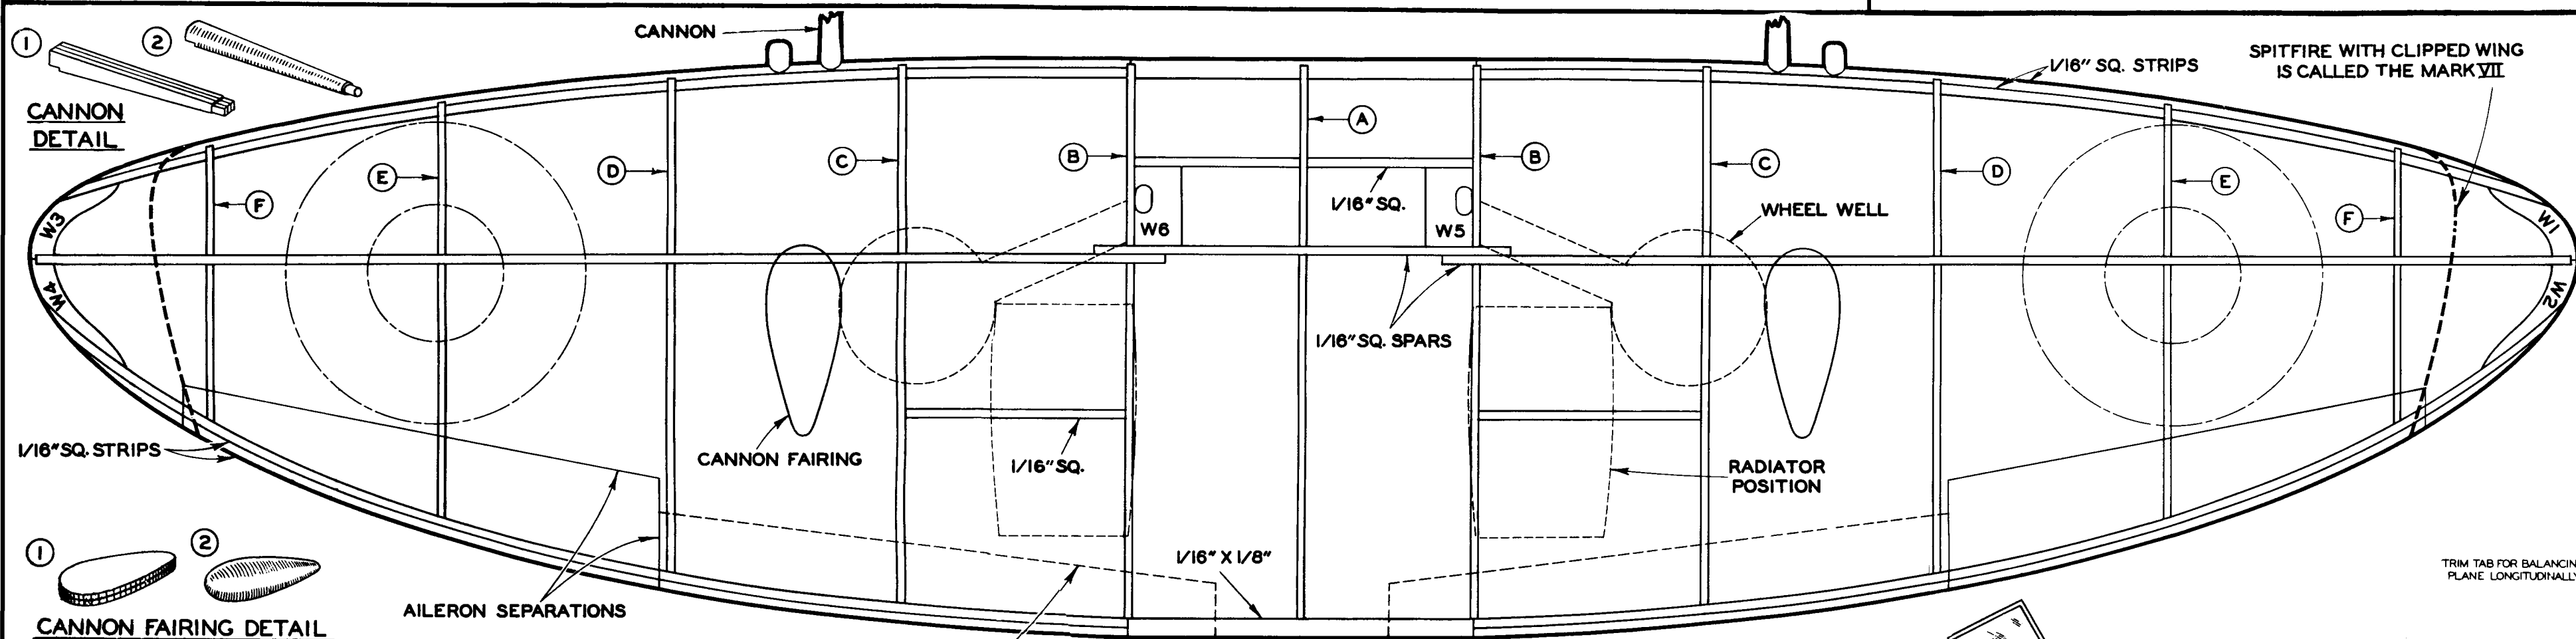 ① ②
CANNON
DETAIL
CANNON
1/16" SQ. STRIPS
SPITFIRE WITH CLIPPED WING
IS CALLED THE MARK VII
F
E
D
C
B
A
B
C
D
E
F
W3
W4
W6
1/16" SQ.
W5
WHEEL WELL
W1
W2
1/16" SQ. SPARS
1/16" SQ. STRIPS
CANNON FAIRING
1/16" SQ.
RADIATOR
POSITION
1/16" X 1/8"
① ②
AILERON SEPARATIONS
CANNON FAIRING DETAIL
TRIM TAB FOR BALANCIN
PLANE LONGITUDINALLY